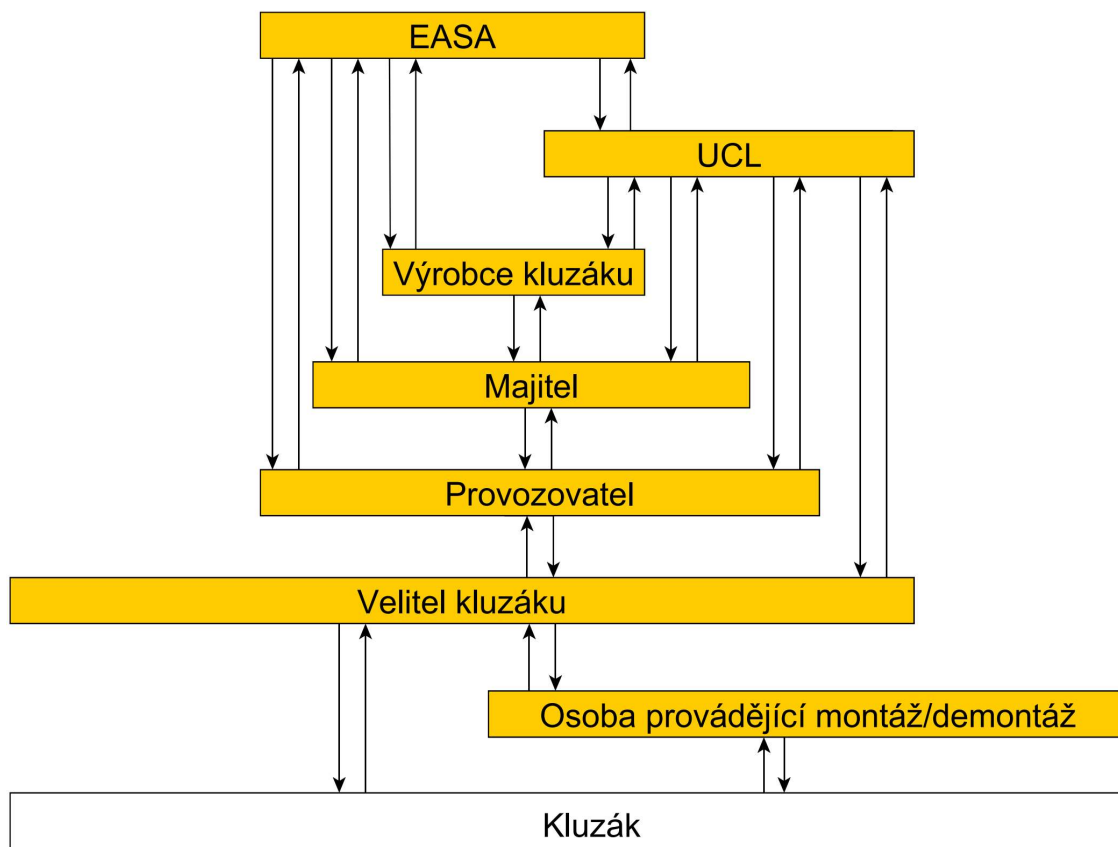 EASA
UCL
Výrobce kluzáku
Majitel
Provozovatel
Velitel kluzáku
Osoba provádějící montáž/demontáž
Kluzák